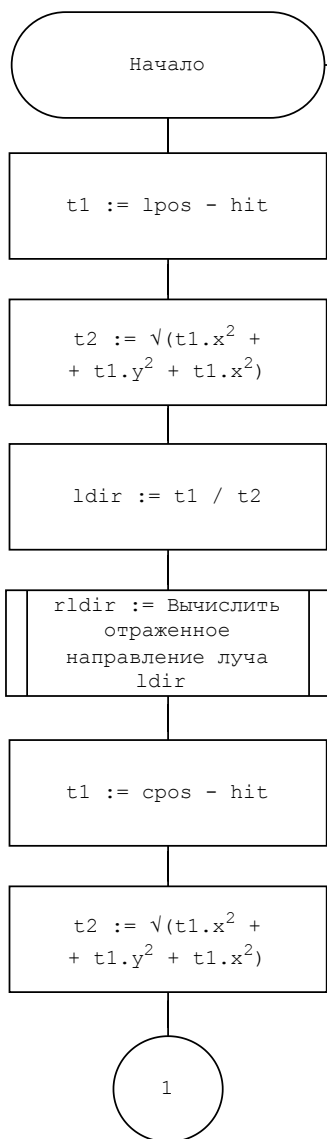 Начало
t1 := lpos - hit
t2 := √(t1.x² +
+ t1.y² + t1.x²)
ldir := t1 / t2
rldir := Вычислить
отраженное
направление луча
ldir
t1 := cpos - hit
t2 := √(t1.x² +
+ t1.y² + t1.x²)
1